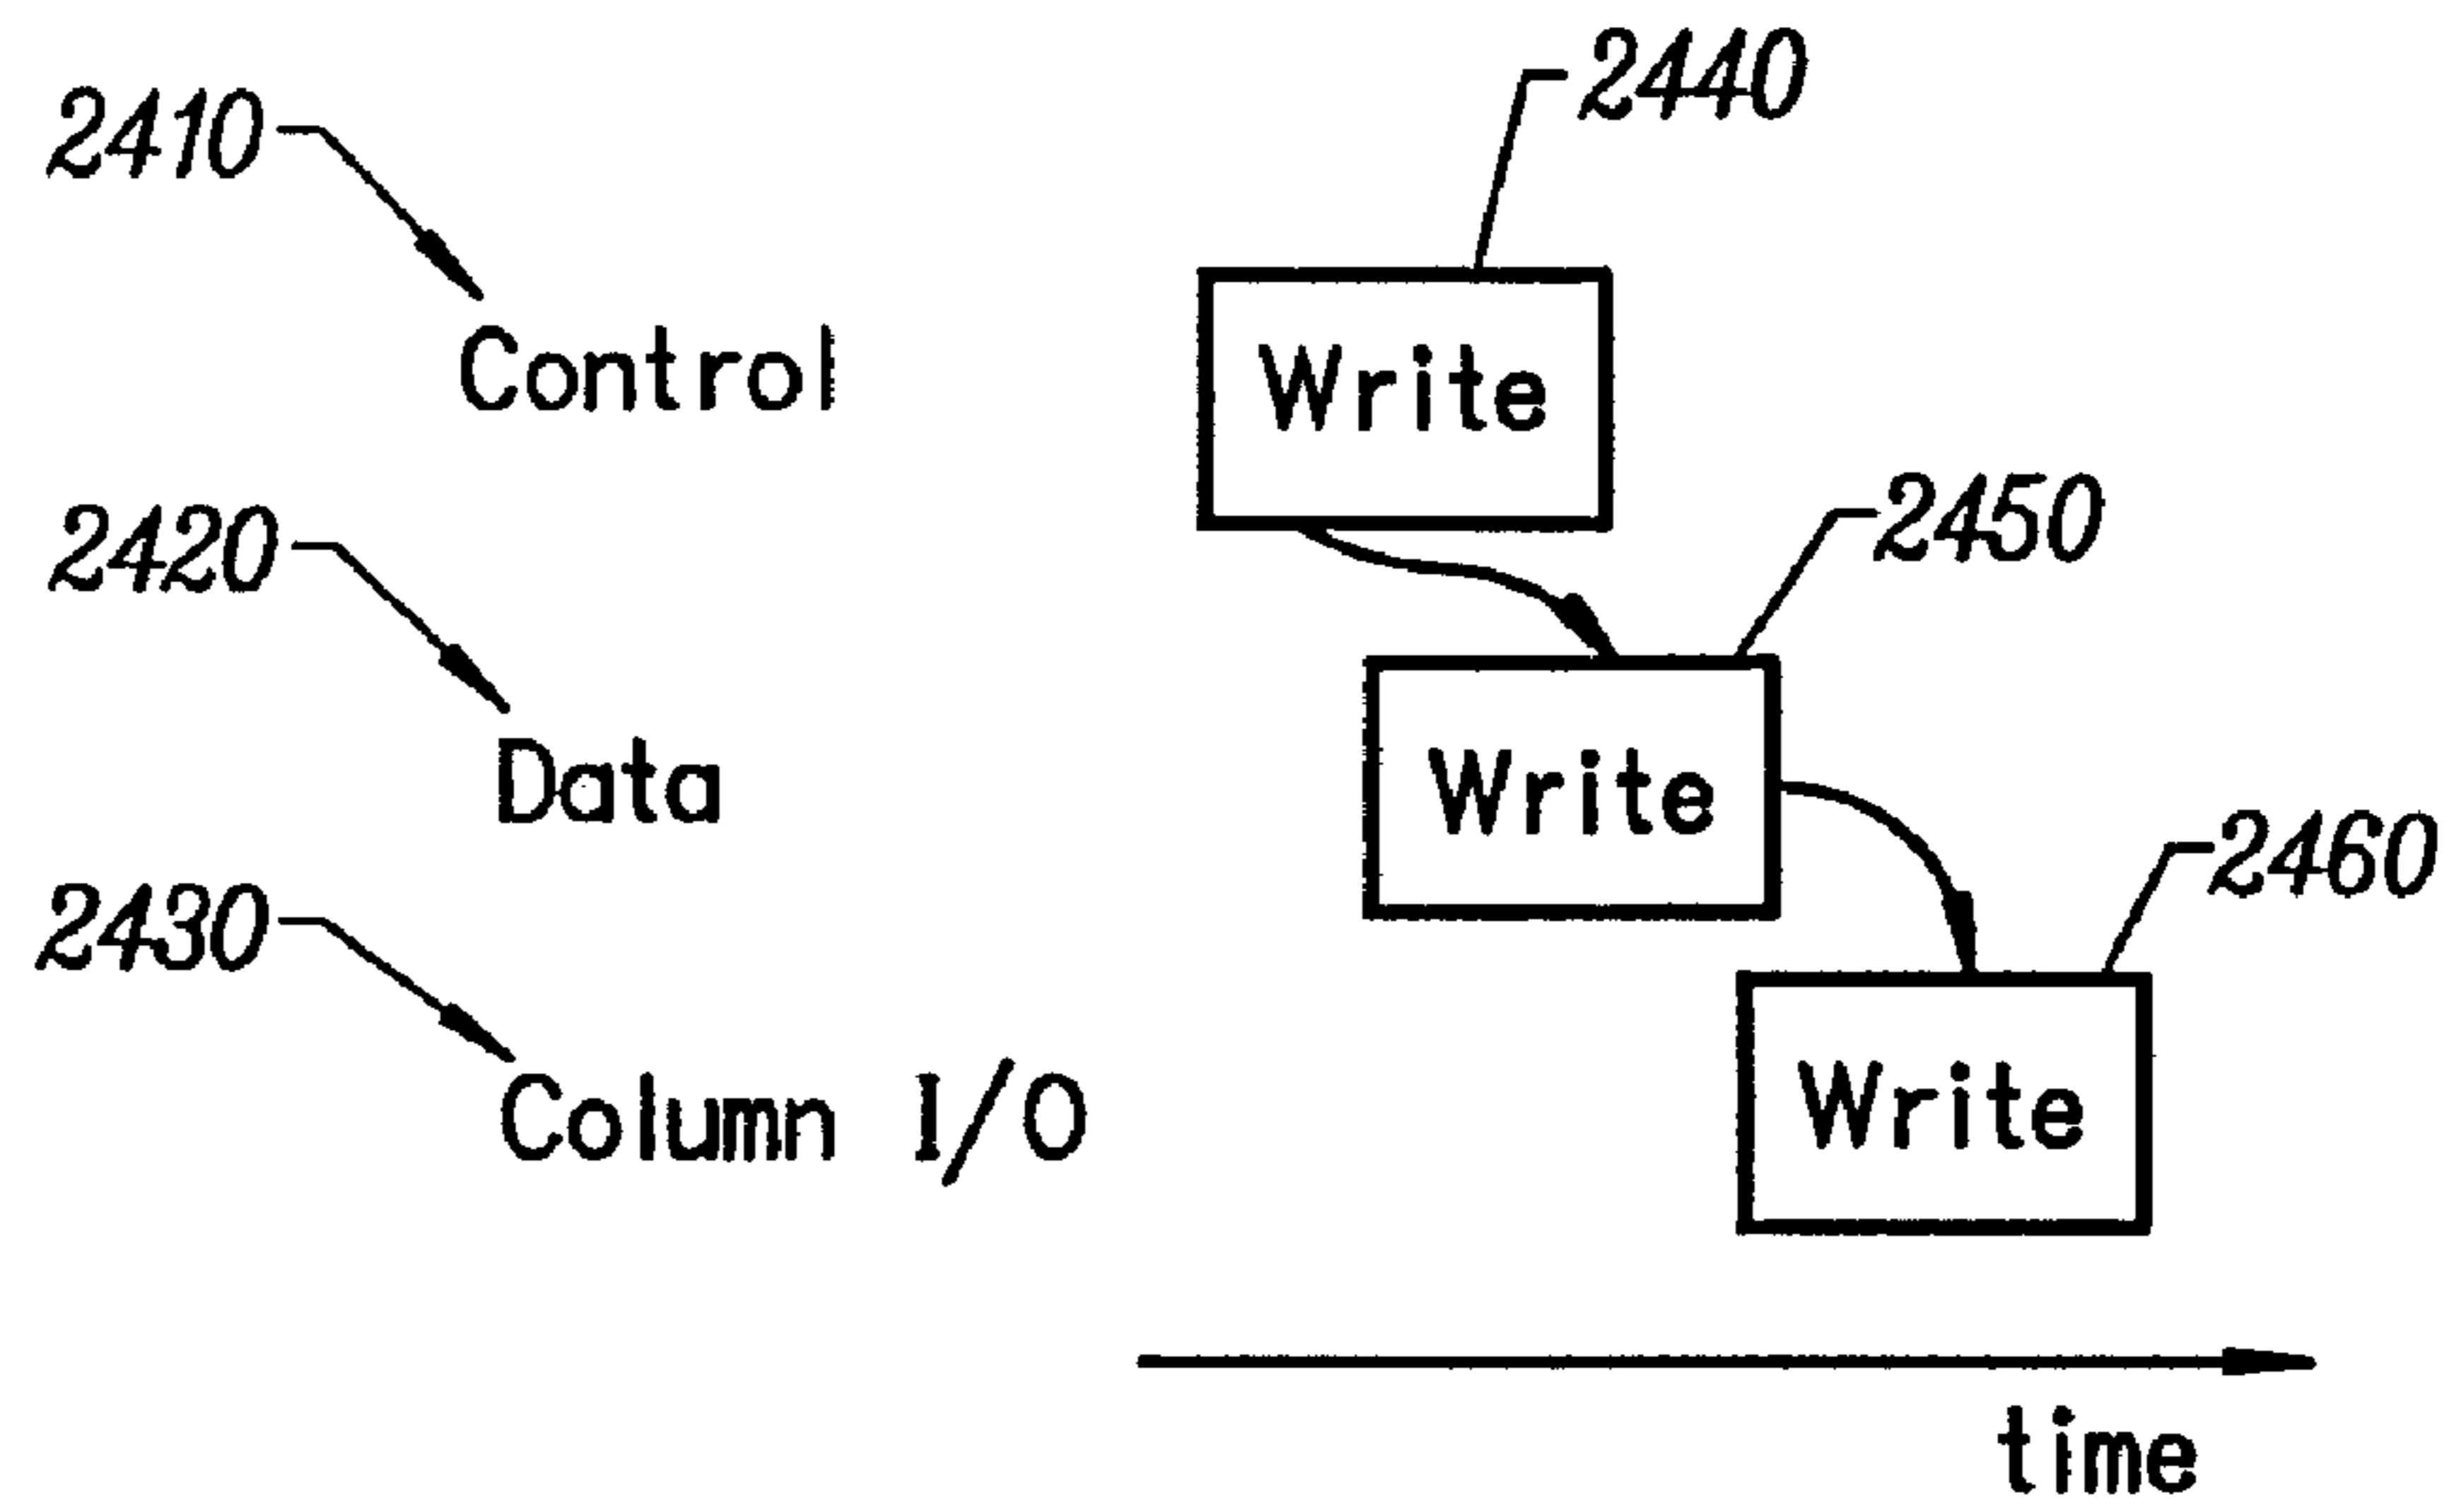 2440
2410
Control
Write
2420
2450
Data
Write
2430
2460
Column I/O
Write
time